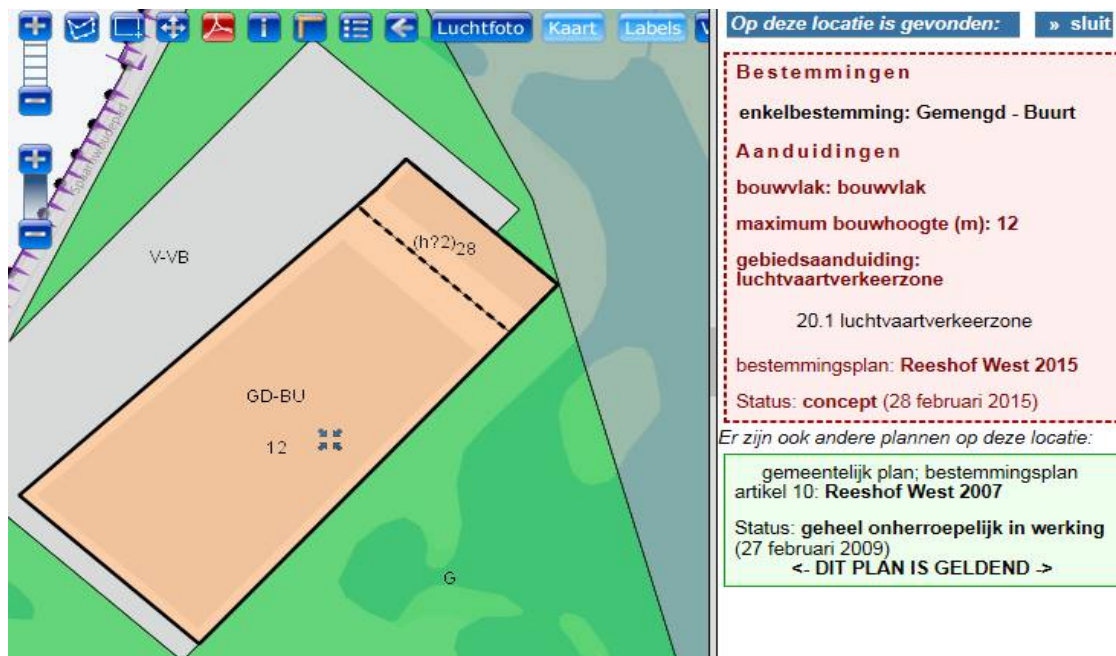 Luchtfoto
Kaart
Labels
V
Spaarnwoudepad
V-VB
(h?2)28
GD-BU
12
G
Op deze locatie is gevonden:
» sluit
Bestemmingen
enkelbestemming: Gemengd - Buurt
Aanduidingen
bouwvlak: bouwvlak
maximum bouwhoogte (m): 12
gebiedsaanduiding:
luchtvaartverkeerzone
20.1 luchtvaartverkeerzone
bestemmingsplan: Reeshof West 2015
Status: concept (28 februari 2015)
Er zijn ook andere plannen op deze locatie:
gemeentelijk plan; bestemmingsplan
artikel 10: Reeshof West 2007
Status: geheel onherroepelijk in werking
(27 februari 2009)
<- DIT PLAN IS GELDEND ->